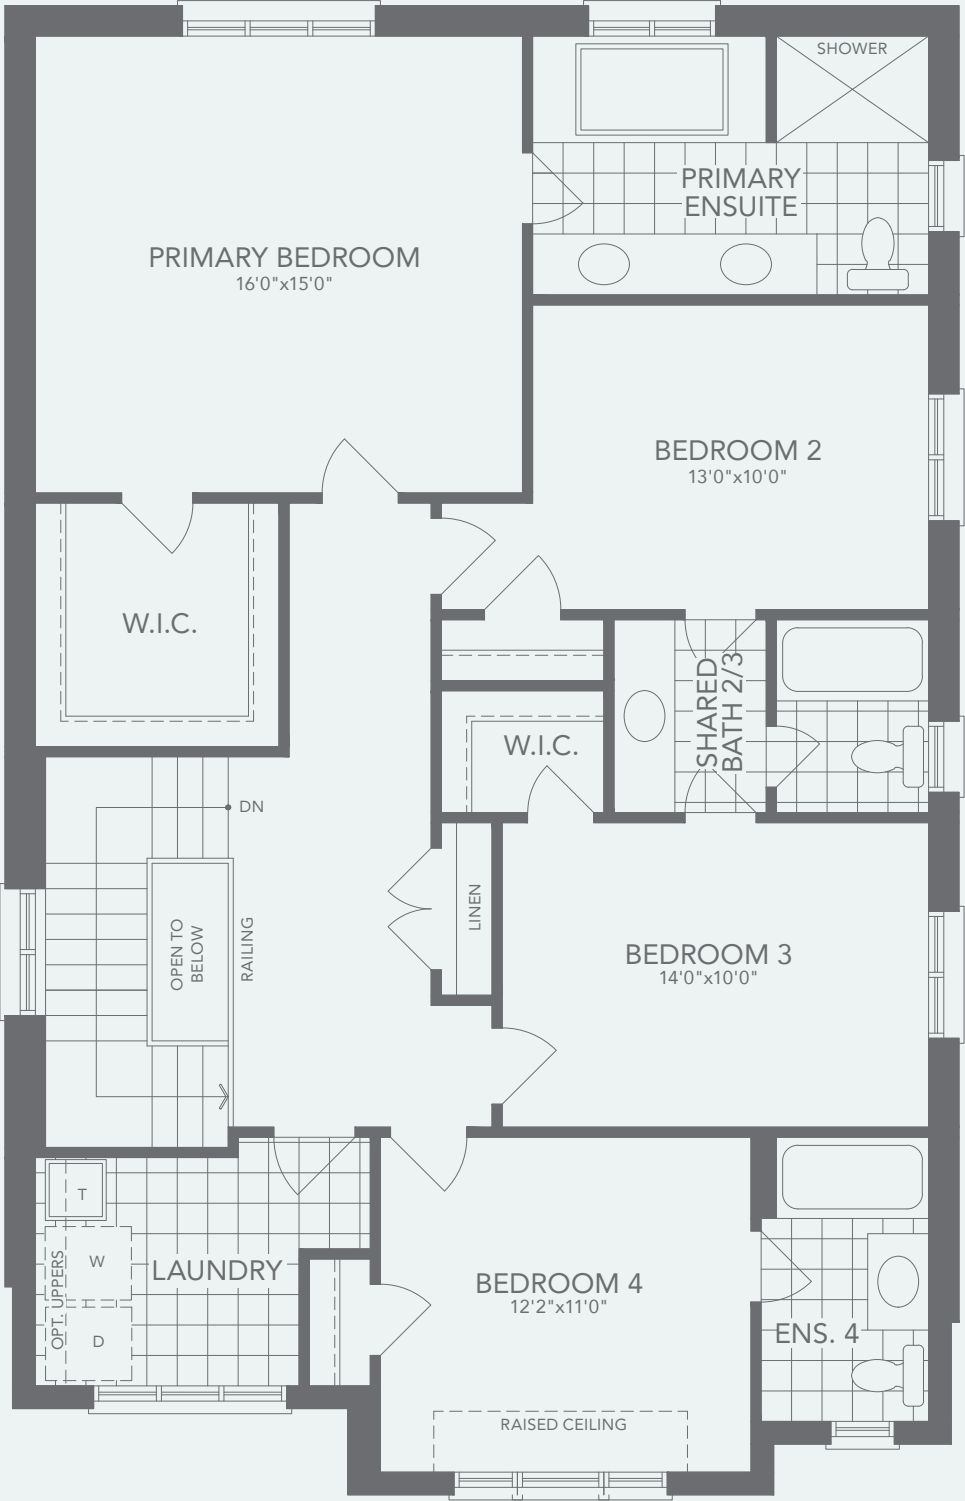 SHOWER
PRIMARY
ENSUITE
PRIMARY BEDROOM
16'0"x15'0"
BEDROOM 2
13'0"x10'0"
W.I.C.
SHARED
BATH 2/3
W.I.C.
DN
LINEN
OPEN TO
BELOW
RAILING
BEDROOM 3
14'0"x10'0"
T
W
OPT. UPPERS
LAUNDRY
D
BEDROOM 4
12'2"x11'0"
ENS. 4
RAISED CEILING